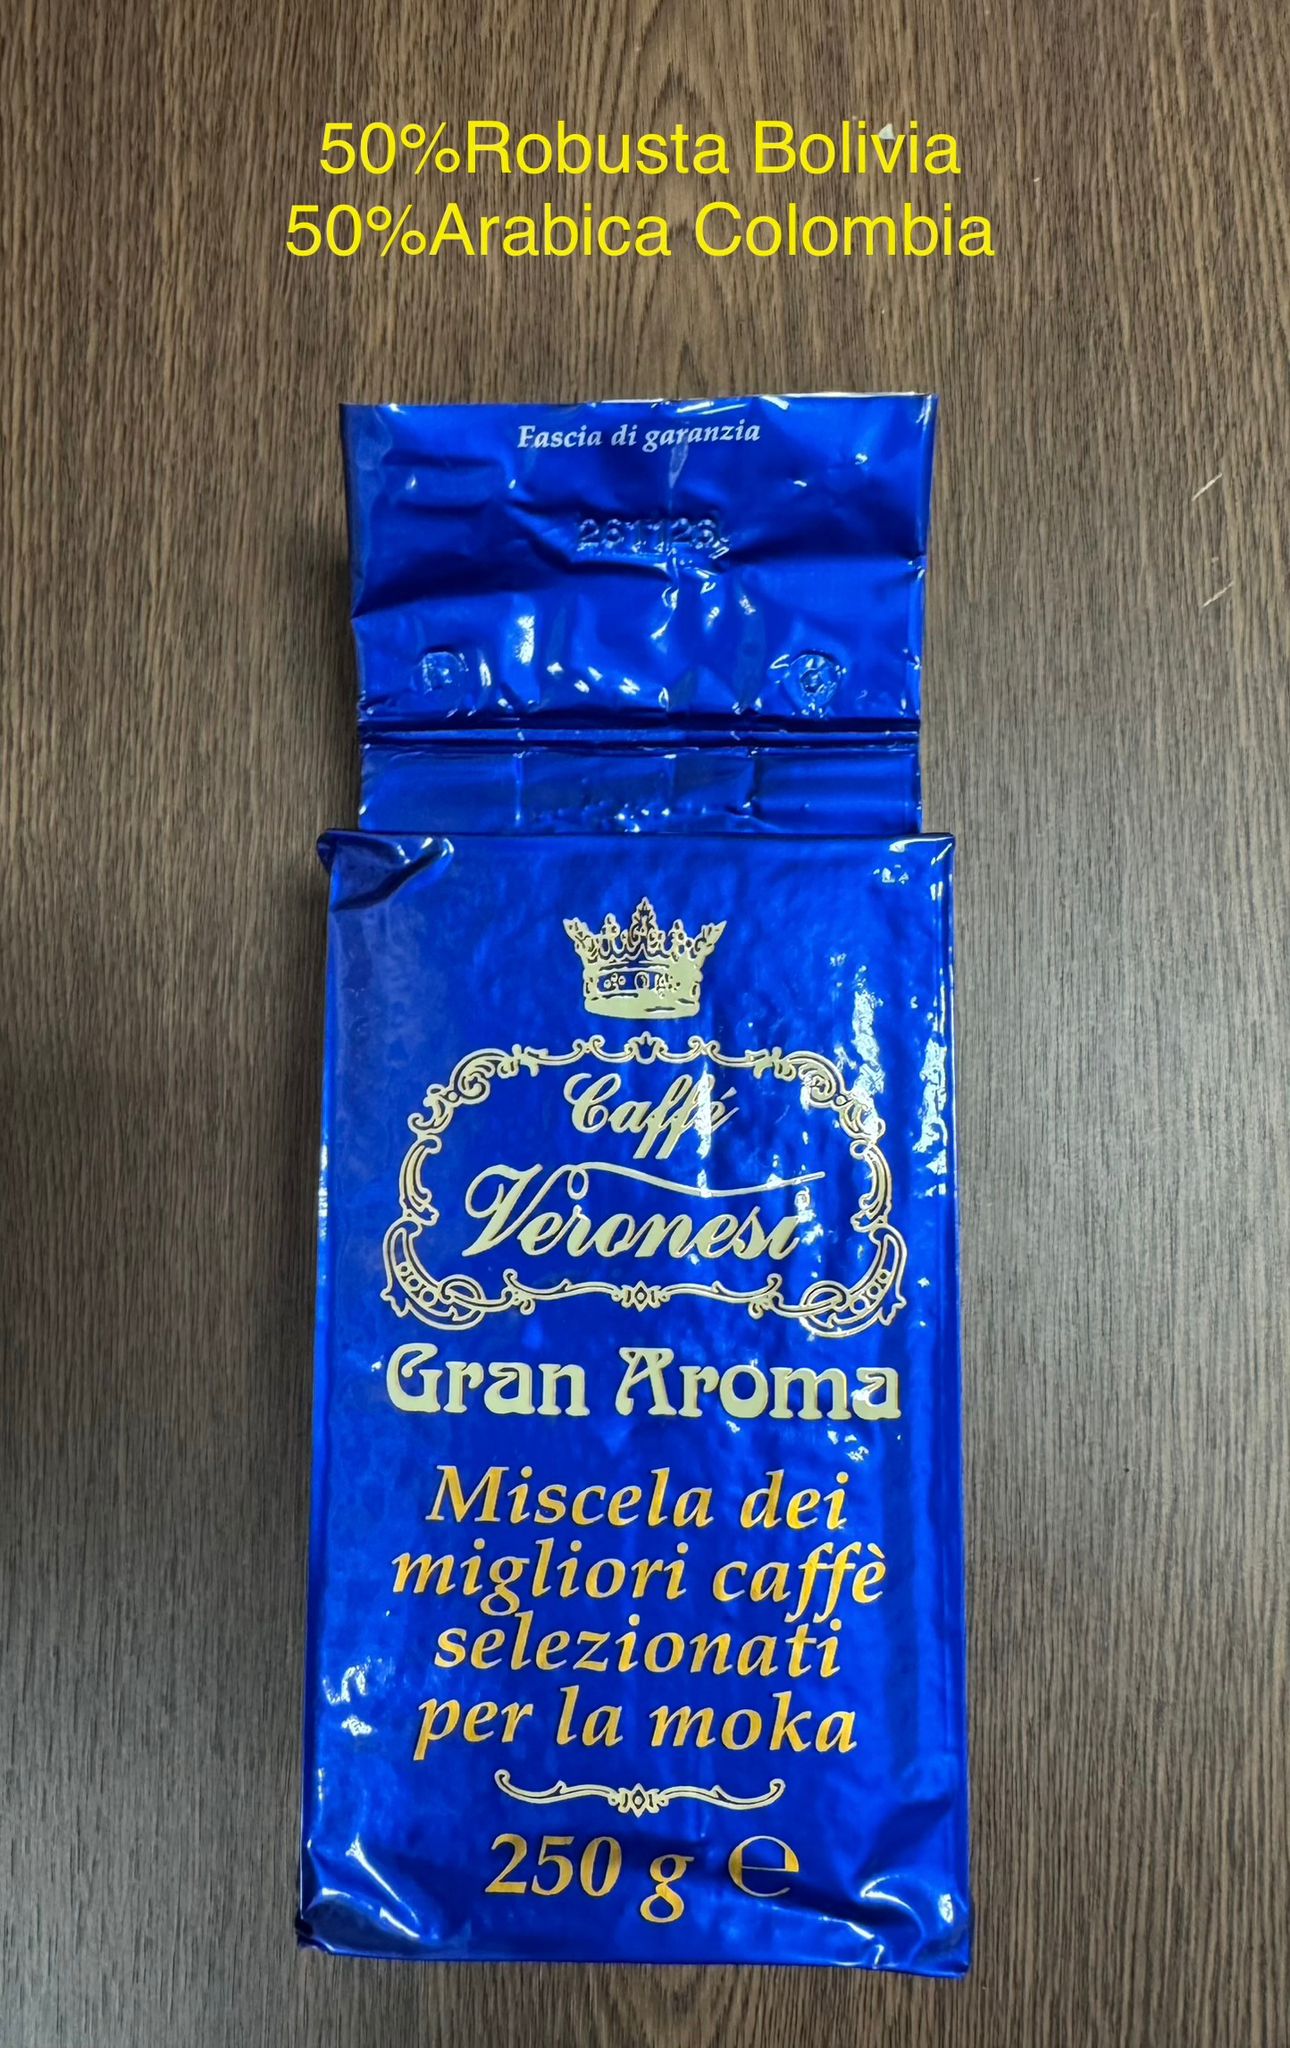 50%Robusta Bolivia
50%Arabica Colombia
Fascia di garanzia
Caffé
Veronesi
Gran Aroma
Miscela dei
migliori caffè
selezionati
per la moka
250 g ℮